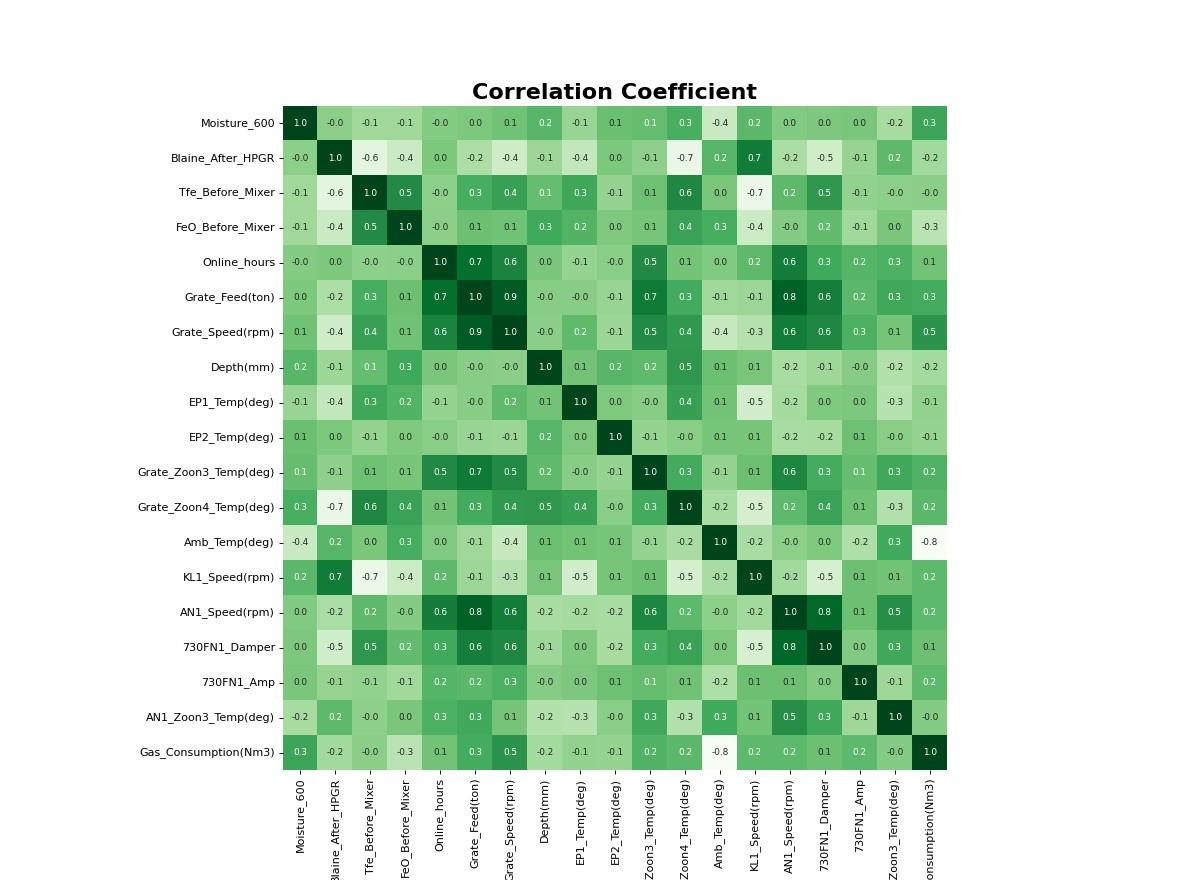 Correlation Coefficient
Moisture_600 1.0 -0.0 -0.1 -0.1 -0.0 0.0 0.1 0.2 -0.1 0.1 0.1 0.3 -0.4 0.2 0.0 0.0 0.0 -0.2 0.3
Blaine_After_HPGR -0.0 1.0 -0.6 -0.4 0.0 -0.2 -0.4 -0.1 -0.4 0.0 -0.1 -0.7 0.2 0.7 -0.2 -0.5 -0.1 0.2 -0.2
Tfe_Before_Mixer -0.1 -0.6 1.0 0.5 -0.0 0.3 0.4 0.1 0.3 -0.1 0.1 0.6 0.0 -0.7 0.2 0.5 -0.1 -0.0 -0.0
FeO_Before_Mixer -0.1 -0.4 0.5 1.0 -0.0 0.1 0.1 0.3 0.2 0.0 0.1 0.4 0.3 -0.4 -0.0 0.2 -0.1 0.0 -0.3
Online_hours -0.0 0.0 -0.0 -0.0 1.0 0.7 0.6 0.0 -0.1 -0.0 0.5 0.1 0.0 0.2 0.6 0.3 0.2 0.3 0.1
Grate_Feed(ton) 0.0 -0.2 0.3 0.1 0.7 1.0 0.9 -0.0 -0.0 -0.1 0.7 0.3 -0.1 -0.1 0.8 0.6 0.2 0.3 0.3
Grate_Speed(rpm) 0.1 -0.4 0.4 0.1 0.6 0.9 1.0 -0.0 0.2 -0.1 0.5 0.4 -0.4 -0.3 0.6 0.6 0.3 0.1 0.5
Depth(mm) 0.2 -0.1 0.1 0.3 0.0 -0.0 -0.0 1.0 0.1 0.2 0.2 0.5 0.1 0.1 -0.2 -0.1 -0.0 -0.2 -0.2
EP1_Temp(deg) -0.1 -0.4 0.3 0.2 -0.1 -0.0 0.2 0.1 1.0 0.0 -0.0 0.4 0.1 -0.5 -0.2 0.0 0.0 -0.3 -0.1
EP2_Temp(deg) 0.1 0.0 -0.1 0.0 -0.0 -0.1 -0.1 0.2 0.0 1.0 -0.1 -0.0 0.1 0.1 -0.2 -0.2 0.1 -0.0 -0.1
Grate_Zoon3_Temp(deg) 0.1 -0.1 0.1 0.1 0.5 0.7 0.5 0.2 -0.0 -0.1 1.0 0.3 -0.1 0.1 0.6 0.3 0.1 0.3 0.2
Grate_Zoon4_Temp(deg) 0.3 -0.7 0.6 0.4 0.1 0.3 0.4 0.5 0.4 -0.0 0.3 1.0 -0.2 -0.5 0.2 0.4 0.1 -0.3 0.2
Amb_Temp(deg) -0.4 0.2 0.0 0.3 0.0 -0.1 -0.4 0.1 0.1 0.1 -0.1 -0.2 1.0 -0.2 -0.0 0.0 -0.2 0.3 -0.8
KL1_Speed(rpm) 0.2 0.7 -0.7 -0.4 0.2 -0.1 -0.3 0.1 -0.5 0.1 0.1 -0.5 -0.2 1.0 -0.2 -0.5 0.1 0.1 0.2
AN1_Speed(rpm) 0.0 -0.2 0.2 -0.0 0.6 0.8 0.6 -0.2 -0.2 -0.2 0.6 0.2 -0.0 -0.2 1.0 0.8 0.1 0.5 0.2
730FN1_Damper 0.0 -0.5 0.5 0.2 0.3 0.6 0.6 -0.1 0.0 -0.2 0.3 0.4 0.0 -0.5 0.8 1.0 0.0 0.3 0.1
730FN1_Amp 0.0 -0.1 -0.1 -0.1 0.2 0.2 0.3 -0.0 0.0 0.1 0.1 0.1 -0.2 0.1 0.1 0.0 1.0 -0.1 0.2
AN1_Zoon3_Temp(deg) -0.2 0.2 -0.0 0.0 0.3 0.3 0.1 -0.2 -0.3 -0.0 0.3 -0.3 0.3 0.1 0.5 0.3 -0.1 1.0 -0.0
Gas_Consumption(Nm3) 0.3 -0.2 -0.0 -0.3 0.1 0.3 0.5 -0.2 -0.1 -0.1 0.2 0.2 -0.8 0.2 0.2 0.1 0.2 -0.0 1.0
Moisture_600
laine_After_HPGR
Tfe_Before_Mixer
FeO_Before_Mixer
Online_hours
Grate_Feed(ton)
Grate_Speed(rpm)
Depth(mm)
EP1_Temp(deg)
EP2_Temp(deg)
Zoon3_Temp(deg)
Zoon4_Temp(deg)
Amb_Temp(deg)
KL1_Speed(rpm)
AN1_Speed(rpm)
730FN1_Damper
730FN1_Amp
Zoon3_Temp(deg)
onsumption(Nm3)